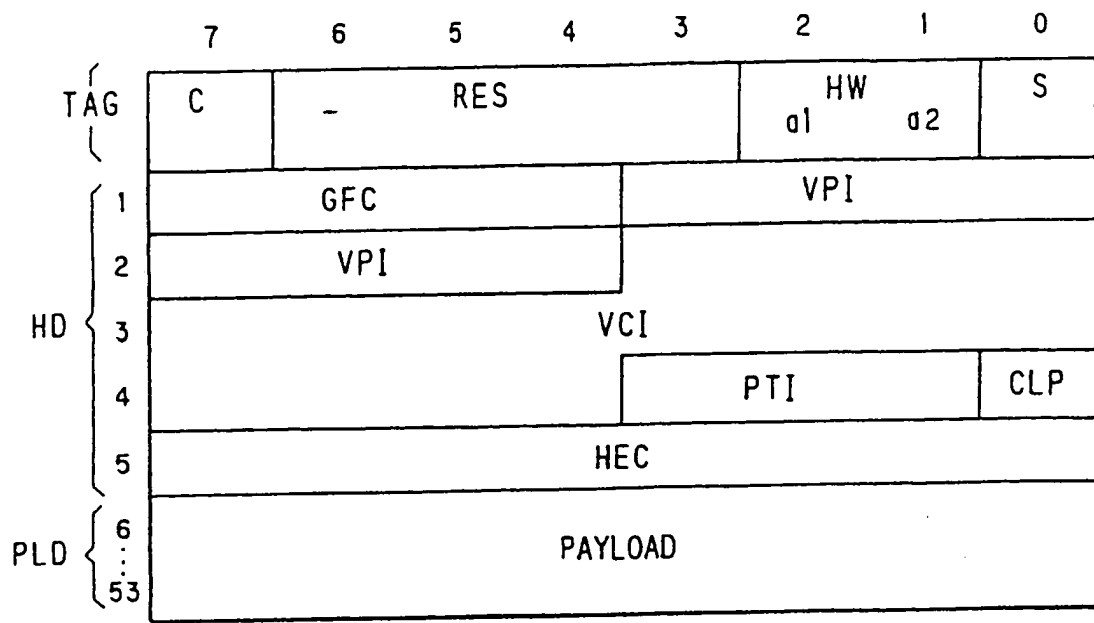 7 6 5 4 3 2 1 0
TAG C RES HW S
- a1 a2
1 GFC VPI
2 VPI
HD 3 VCI
4 PTI CLP
5 HEC
6
PLD PAYLOAD
53